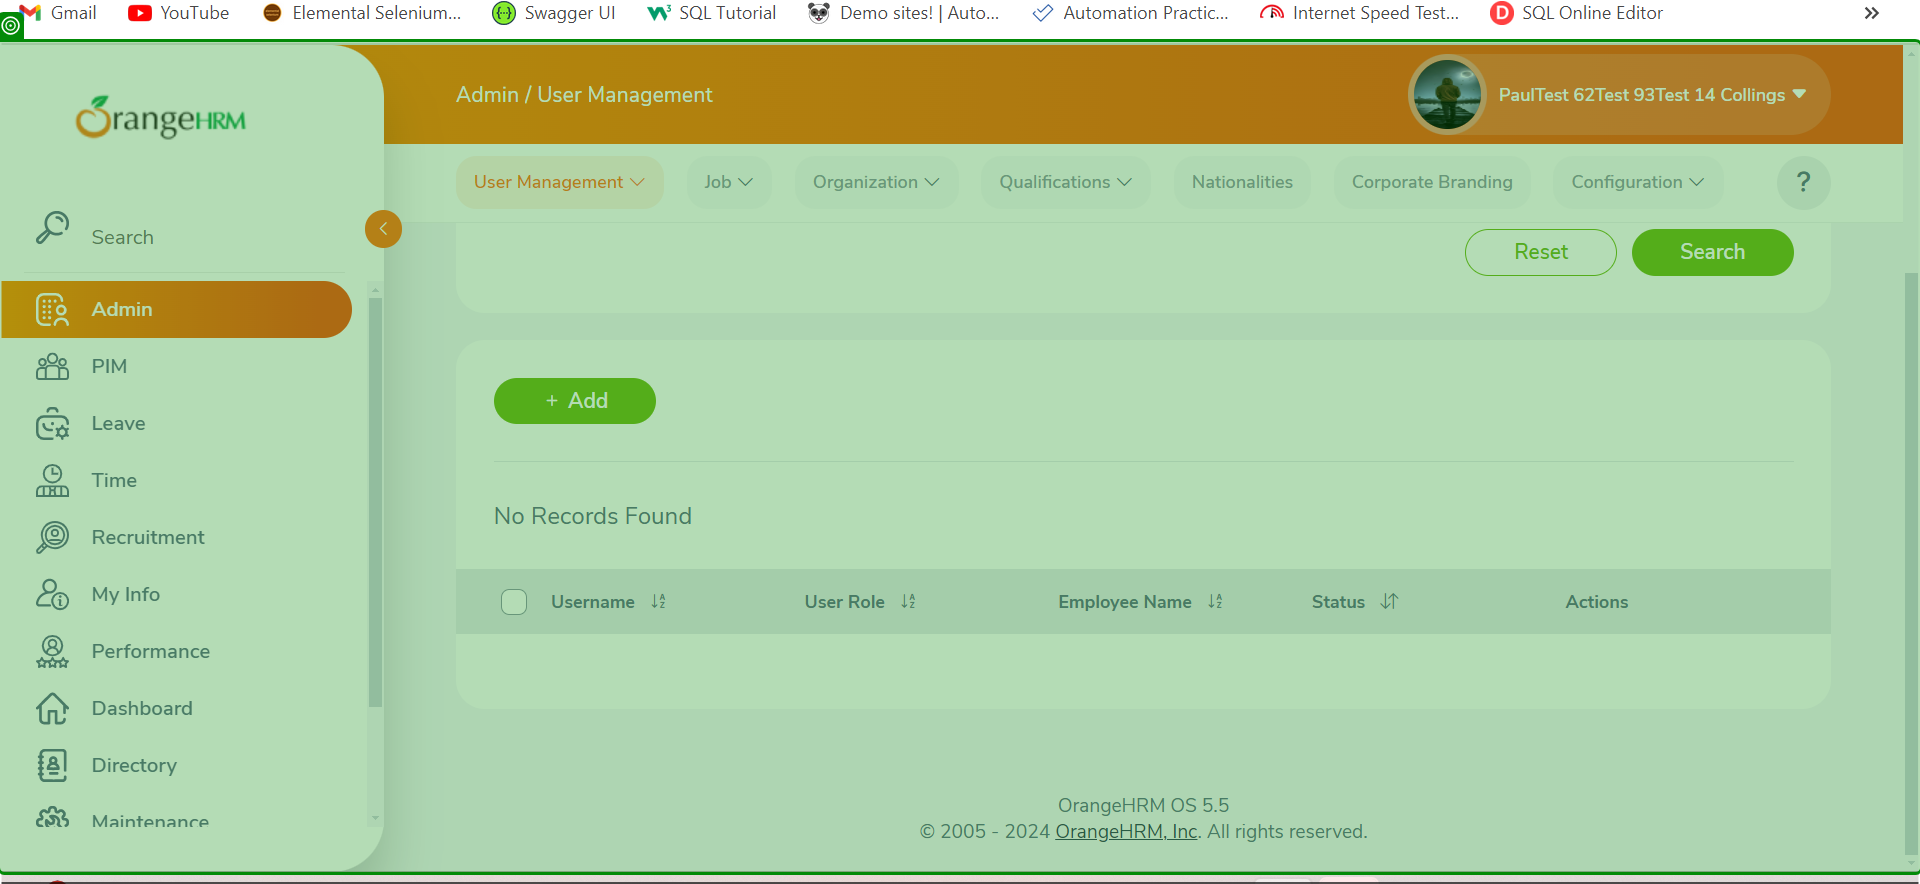 Gmail YouTube Elemental Selenium... Swagger UI SQL Tutorial Demo sites! | Auto... Automation Practic... Internet Speed Test... SQL Online Editor
OrangeHRM
Admin / User Management
PaulTest 62Test 93Test 14 Collings
User Management Job Organization Qualifications Nationalities Corporate Branding Configuration ?
Search
Admin
PIM
Leave
Time
Recruitment
My Info
Performance
Dashboard
Directory
Maintenance
Reset Search
+ Add
No Records Found
Username User Role Employee Name Status Actions
OrangeHRM OS 5.5
© 2005 - 2024 OrangeHRM, Inc. All rights reserved.